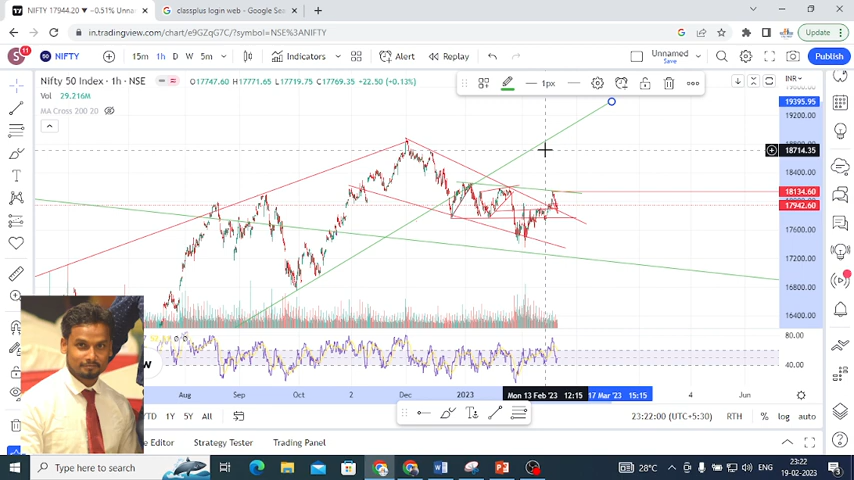 NIFTY 17944.20 ▼ −0.51% Unna
classplus login web - Google Sea
in.tradingview.com/chart/e9GZqG7C/?symbol=NSE%3ANIFTY
Update
S 11 NIFTY 15m 1h D W 5m Indicators Alert Replay Unnamed Save Publish
Nifty 50 Index · 1h · NSE O17747.60 H17771.65 L17719.75 C17769.35 +22.50 (+0.13%)
1px
INR
Vol 29.216M
MA Cross 200 20
19395.95
19200.00
18714.35
18400.00
18134.60
17942.60
17600.00
17200.00
16800.00
16400.00
80.00
40.00
Aug Sep Oct 2 Dec 2023 Mon 13 Feb '23 12:15 17 Mar '23 15:15 4 Jun
YTD 1Y 5Y All 23:22:00 (UTC+5:30) RTH % log auto
e Editor Strategy Tester Trading Panel
Type here to search
28°C ENG 23:22
19-02-2023
3